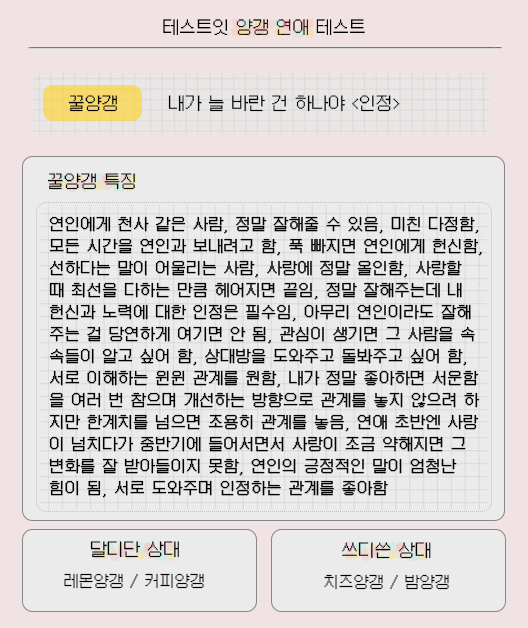 테스트잇 양갱 연애 테스트
꿀양갱 내가 늘 바란 건 하나야 <인정>
꿀양갱 특징
연인에게 천사 같은 사람, 정말 잘해줄 수 있음, 미친 다정함,
모든 시간을 연인과 보내려고 함, 푹 빠지면 연인에게 헌신함,
선하다는 말이 어울리는 사람, 사랑에 정말 올인함, 사랑할
때 최선을 다하는 만큼 헤어지면 끝임, 정말 잘해주는데 내
헌신과 노력에 대한 인정은 필수임, 아무리 연인이라도 잘해
주는 걸 당연하게 여기면 안 됨, 관심이 생기면 그 사람을 속
속들이 알고 싶어 함, 상대방을 도와주고 돌봐주고 싶어 함,
서로 이해하는 윈윈 관계를 원함, 내가 정말 좋아하면 서운함
을 여러 번 참으며 개선하는 방향으로 관계를 놓지 않으려 하
지만 한계치를 넘으면 조용히 관계를 놓음, 연애 초반엔 사랑
이 넘치다가 중반기에 들어서면서 사랑이 조금 약해지면 그
변화를 잘 받아들이지 못함, 연인의 긍정적인 말이 엄청난
힘이 됨, 서로 도와주며 인정하는 관계를 좋아함
달디단 상대
레몬양갱 / 커피양갱
쓰디쓴 상대
치즈양갱 / 밤양갱